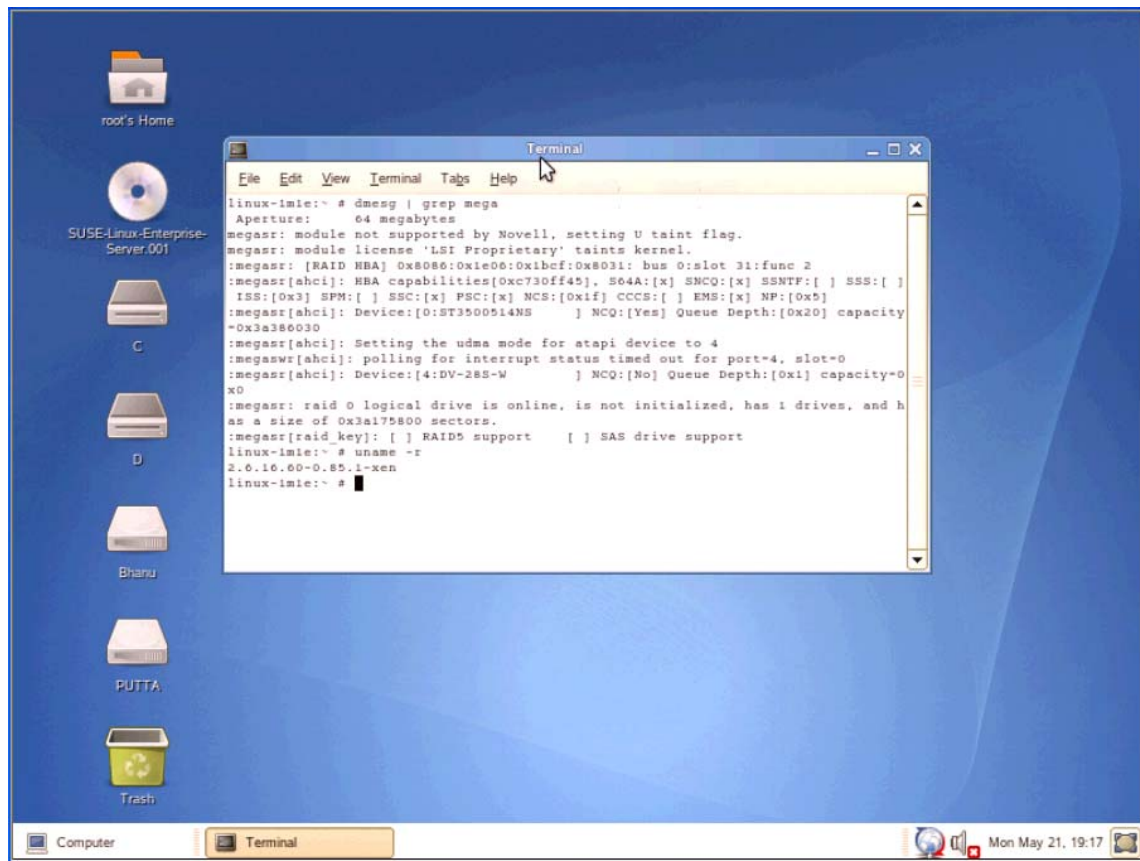 root's Home
SUSE-Linux-Enterprise-
Server.001
C
D
Bhanu
PUTTA
Trash
Terminal
File Edit View Terminal Tabs Help
linux-1m1e:~ # dmesg | grep mega
Aperture: 64 megabytes
megasr: module not supported by Novell, setting U taint flag.
megasr: module license 'LSI Proprietary' taints kernel.
:megasr: [RAID HBA] 0x8086:0x1e06:0x1bcf:0x8031: bus 0:slot 31:func 2
:megasr[ahci]: HBA capabilities[0xc730ff45], S64A:[x] SNCQ:[x] SSNTF:[ ] SSS:[ ]
ISS:[0x3] SPM:[ ] SSC:[x] PSC:[x] NCS:[0x1f] CCCS:[ ] EMS:[x] NP:[0x5]
:megasr[ahci]: Device:[0:ST3500514NS ] NCQ:[Yes] Queue Depth:[0x20] capacity
=0x3a386030
:megasr[ahci]: Setting the udma mode for atapi device to 4
:megaswr[ahci]: polling for interrupt status timed out for port=4, slot=0
:megasr[ahci]: Device:[4:DV-28S-W ] NCQ:[No] Queue Depth:[0x1] capacity=0
x0
:megasr: raid 0 logical drive is online, is not initialized, has 1 drives, and h
as a size of 0x3a175800 sectors.
:megasr[raid_key]: [ ] RAID5 support [ ] SAS drive support
linux-1m1e:~ # uname -r
2.6.16.60-0.85.1-xen
linux-1m1e:~ #
Computer
Terminal
Mon May 21, 19:17